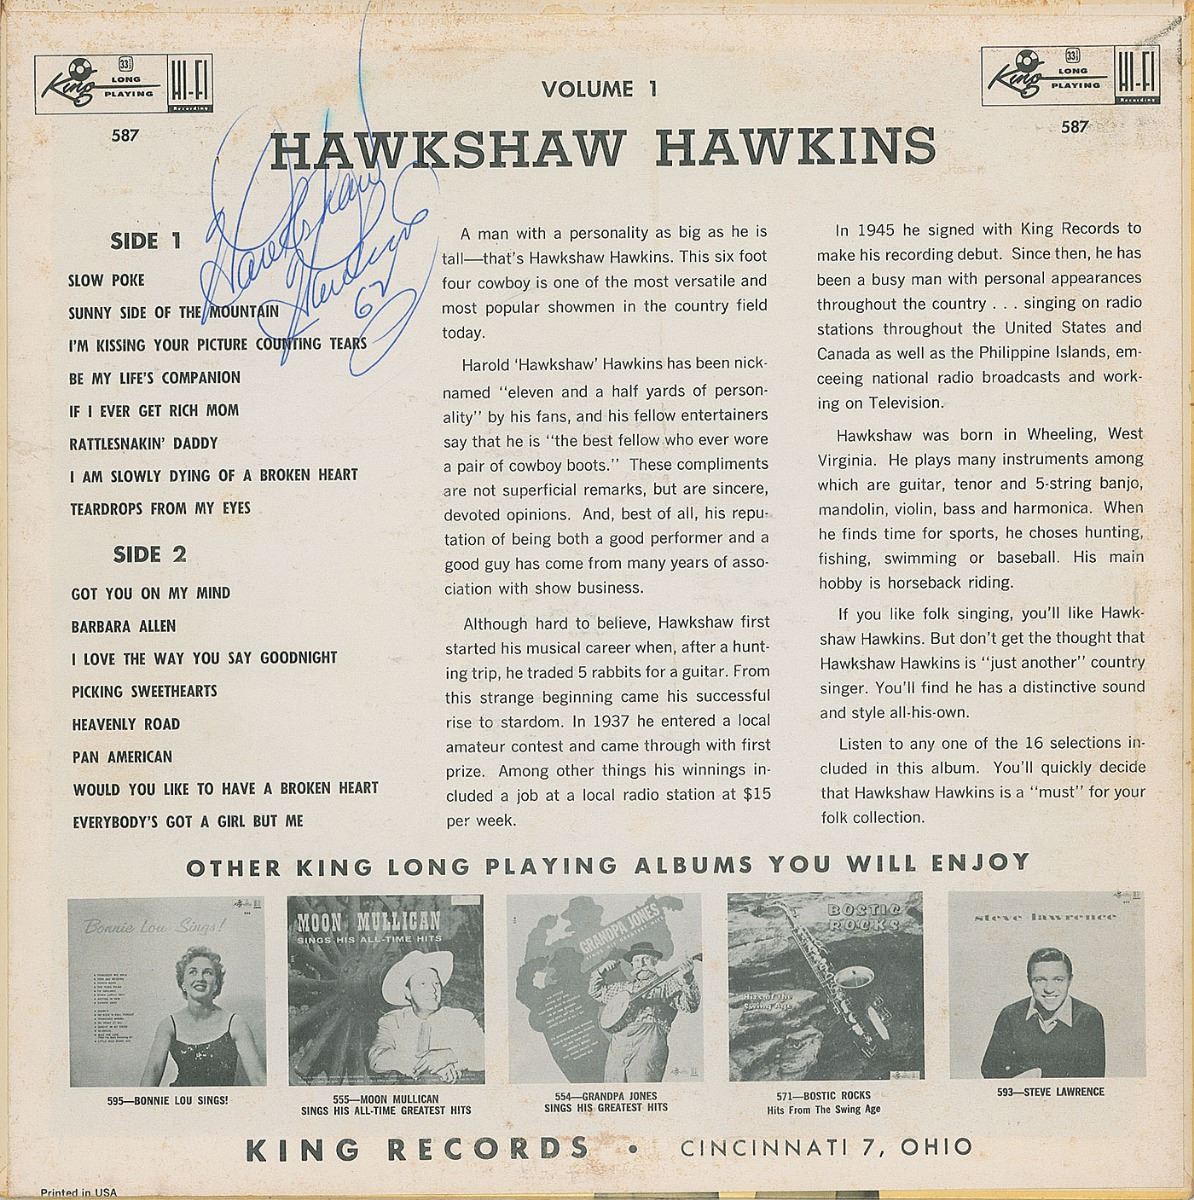 King
33⅓
LONG
PLAYING
HI-FI
Recording
587
VOLUME 1
King
33⅓
LONG
PLAYING
HI-FI
Recording
587
HAWKSHAW HAWKINS
Hawkshaw
Hawkins
62
SIDE 1
SLOW POKE
SUNNY SIDE OF THE MOUNTAIN
I'M KISSING YOUR PICTURE COUNTING TEARS
BE MY LIFE'S COMPANION
IF I EVER GET RICH MOM
RATTLESNAKIN' DADDY
I AM SLOWLY DYING OF A BROKEN HEART
TEARDROPS FROM MY EYES
SIDE 2
GOT YOU ON MY MIND
BARBARA ALLEN
I LOVE THE WAY YOU SAY GOODNIGHT
PICKING SWEETHEARTS
HEAVENLY ROAD
PAN AMERICAN
WOULD YOU LIKE TO HAVE A BROKEN HEART
EVERYBODY'S GOT A GIRL BUT ME
A man with a personality as big as he is
tall—that's Hawkshaw Hawkins. This six foot
four cowboy is one of the most versatile and
most popular showmen in the country field
today.
Harold 'Hawkshaw' Hawkins has been nick-
named "eleven and a half yards of person-
ality" by his fans, and his fellow entertainers
say that he is "the best fellow who ever wore
a pair of cowboy boots." These compliments
are not superficial remarks, but are sincere,
devoted opinions. And, best of all, his repu-
tation of being both a good performer and a
good guy has come from many years of asso-
ciation with show business.
Although hard to believe, Hawkshaw first
started his musical career when, after a hunt-
ing trip, he traded 5 rabbits for a guitar. From
this strange beginning came his successful
rise to stardom. In 1937 he entered a local
amateur contest and came through with first
prize. Among other things his winnings in-
cluded a job at a local radio station at $15
per week.
In 1945 he signed with King Records to
make his recording debut. Since then, he has
been a busy man with personal appearances
throughout the country . . . singing on radio
stations throughout the United States and
Canada as well as the Philippine Islands, em-
ceeing national radio broadcasts and work-
ing on Television.
Hawkshaw was born in Wheeling, West
Virginia. He plays many instruments among
which are guitar, tenor and 5-string banjo,
mandolin, violin, bass and harmonica. When
he finds time for sports, he choses hunting,
fishing, swimming or baseball. His main
hobby is horseback riding.
If you like folk singing, you'll like Hawk-
shaw Hawkins. But don't get the thought that
Hawkshaw Hawkins is "just another" country
singer. You'll find he has a distinctive sound
and style all-his-own.
Listen to any one of the 16 selections in-
cluded in this album. You'll quickly decide
that Hawkshaw Hawkins is a "must" for your
folk collection.
OTHER KING LONG PLAYING ALBUMS YOU WILL ENJOY
Bonnie Lou Sings!
MOON MULLICAN
SINGS HIS ALL-TIME HITS
GRANDPA JONES
BOSTIC
ROCKS
Hits of the
Swing Age
steve lawrence
595—BONNIE LOU SINGS!
555—MOON MULLICAN
SINGS HIS ALL-TIME GREATEST HITS
554—GRANDPA JONES
SINGS HIS GREATEST HITS
571—BOSTIC ROCKS
Hits From The Swing Age
593—STEVE LAWRENCE
KING RECORDS • CINCINNATI 7, OHIO
Printed in USA